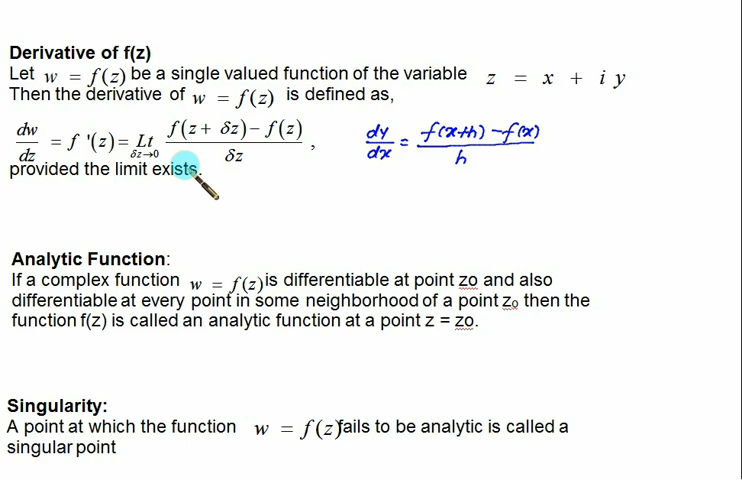 Derivative of f(z)
Let w = f(z) be a single valued function of the variable z = x + i y
Then the derivative of w = f(z) is defined as,
dw/dz = f '(z) = Lt δz→0 f(z + δz) − f(z) / δz , dy/dx = f(x+h) − f(x) / h
provided the limit exists.
Analytic Function:
If a complex function w = f(z) is differentiable at point zo and also
differentiable at every point in some neighborhood of a point zo then the
function f(z) is called an analytic function at a point z = zo.
Singularity:
A point at which the function w = f(z) fails to be analytic is called a
singular point